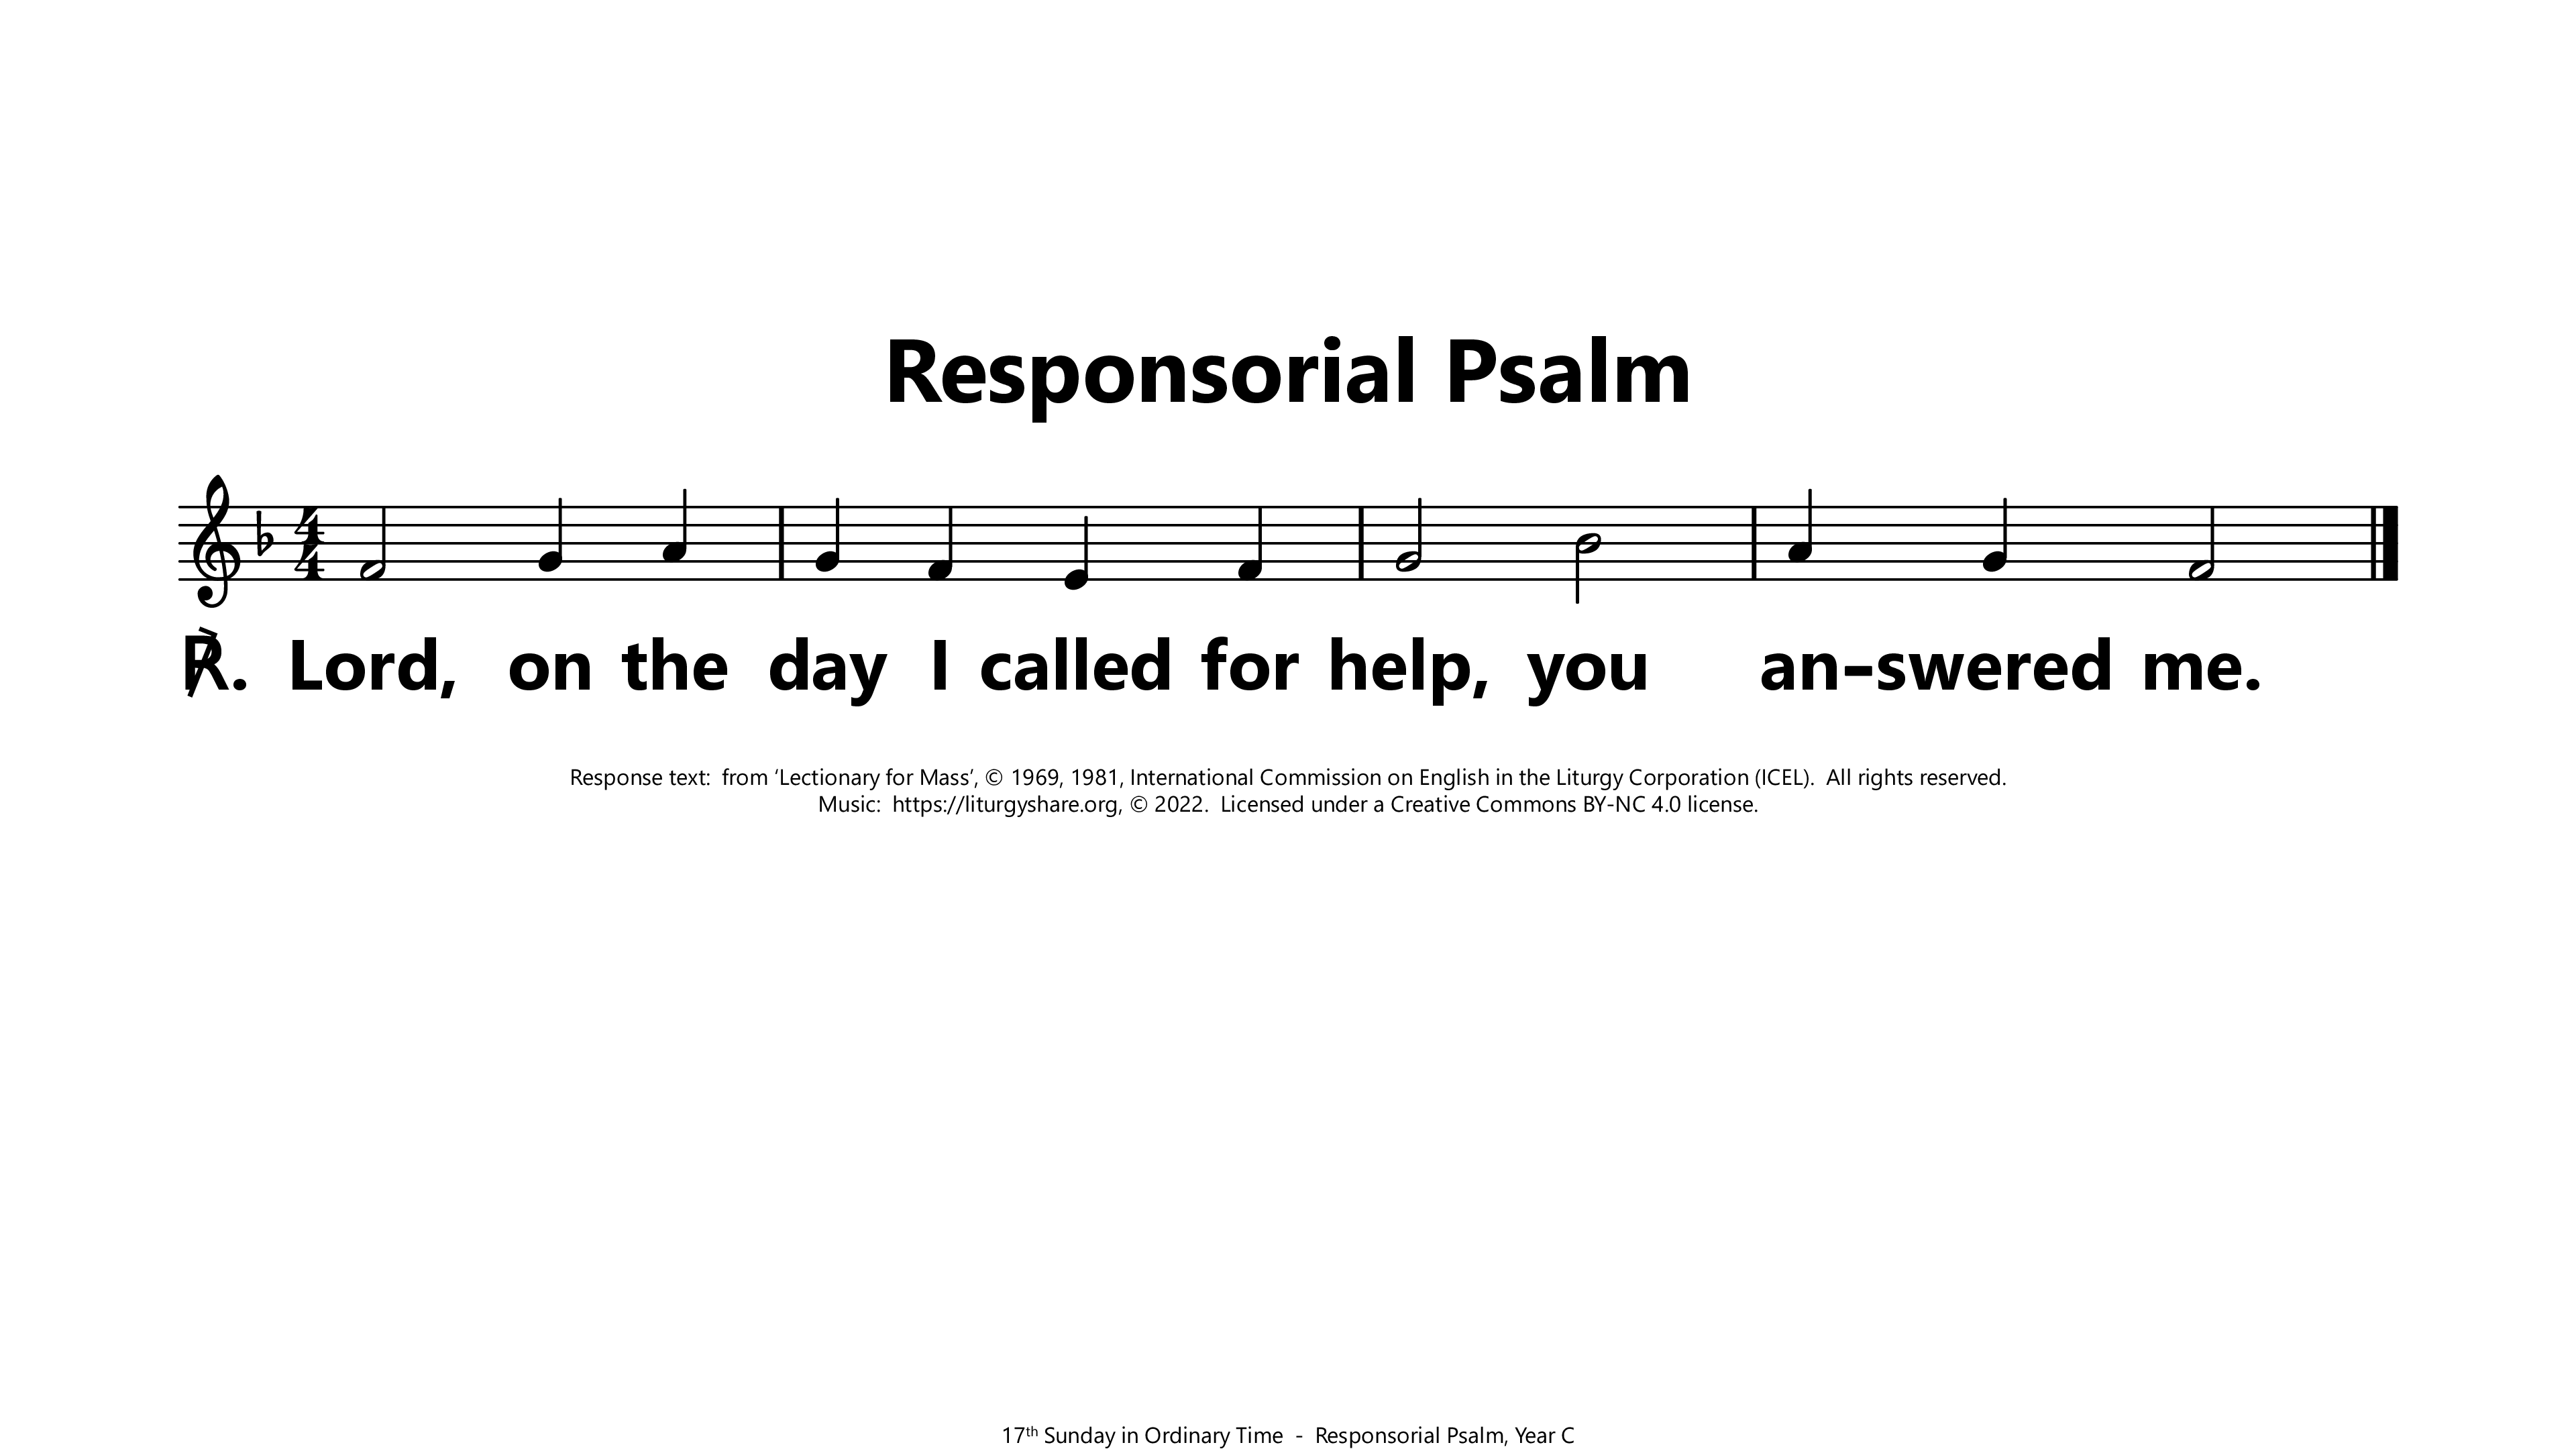 Responsorial Psalm
℟. Lord, on the day I called for help, you an-swered me.
Response text:  from ‘Lectionary for Mass’, © 1969, 1981, International Commission on English in the Liturgy Corporation (ICEL).  All rights reserved.
Music:  https://liturgyshare.org, © 2022.  Licensed under a Creative Commons BY-NC 4.0 license.
17th Sunday in Ordinary Time  -  Responsorial Psalm, Year C